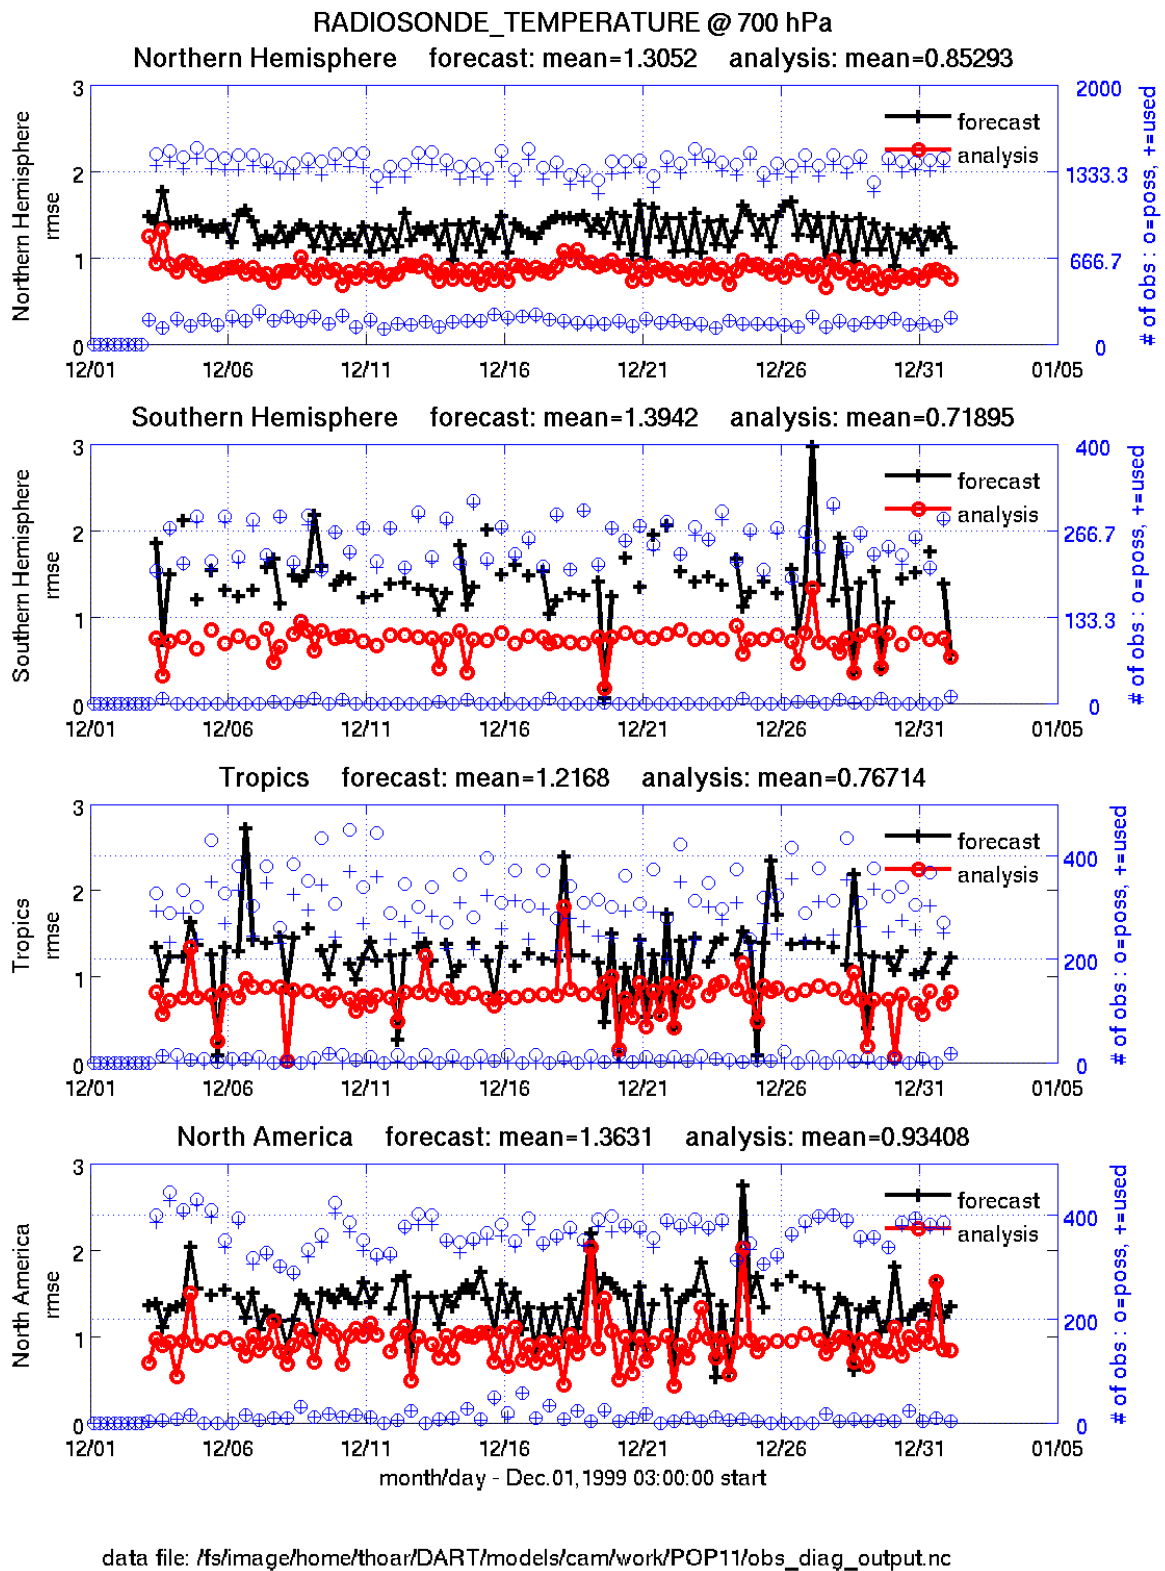 RADIOSONDE_TEMPERATURE @ 700 hPa
Northern Hemisphere forecast: mean=1.3052 analysis: mean=0.85293
3
2
1
0
Northern Hemisphere
rmse
2000
1333.3
666.7
0
# of obs : o=poss, +=used
forecast
analysis
12/01 12/06 12/11 12/16 12/21 12/26 12/31 01/05
Southern Hemisphere forecast: mean=1.3942 analysis: mean=0.71895
3
2
1
0
Southern Hemisphere
rmse
400
266.7
133.3
0
# of obs : o=poss, +=used
forecast
analysis
12/01 12/06 12/11 12/16 12/21 12/26 12/31 01/05
Tropics forecast: mean=1.2168 analysis: mean=0.76714
3
2
1
0
Tropics
rmse
400
200
0
# of obs : o=poss, +=used
forecast
analysis
12/01 12/06 12/11 12/16 12/21 12/26 12/31 01/05
North America forecast: mean=1.3631 analysis: mean=0.93408
3
2
1
0
North America
rmse
400
200
0
# of obs : o=poss, +=used
forecast
analysis
12/01 12/06 12/11 12/16 12/21 12/26 12/31 01/05
month/day - Dec.01,1999 03:00:00 start
data file: /fs/image/home/thoar/DART/models/cam/work/POP11/obs_diag_output.nc